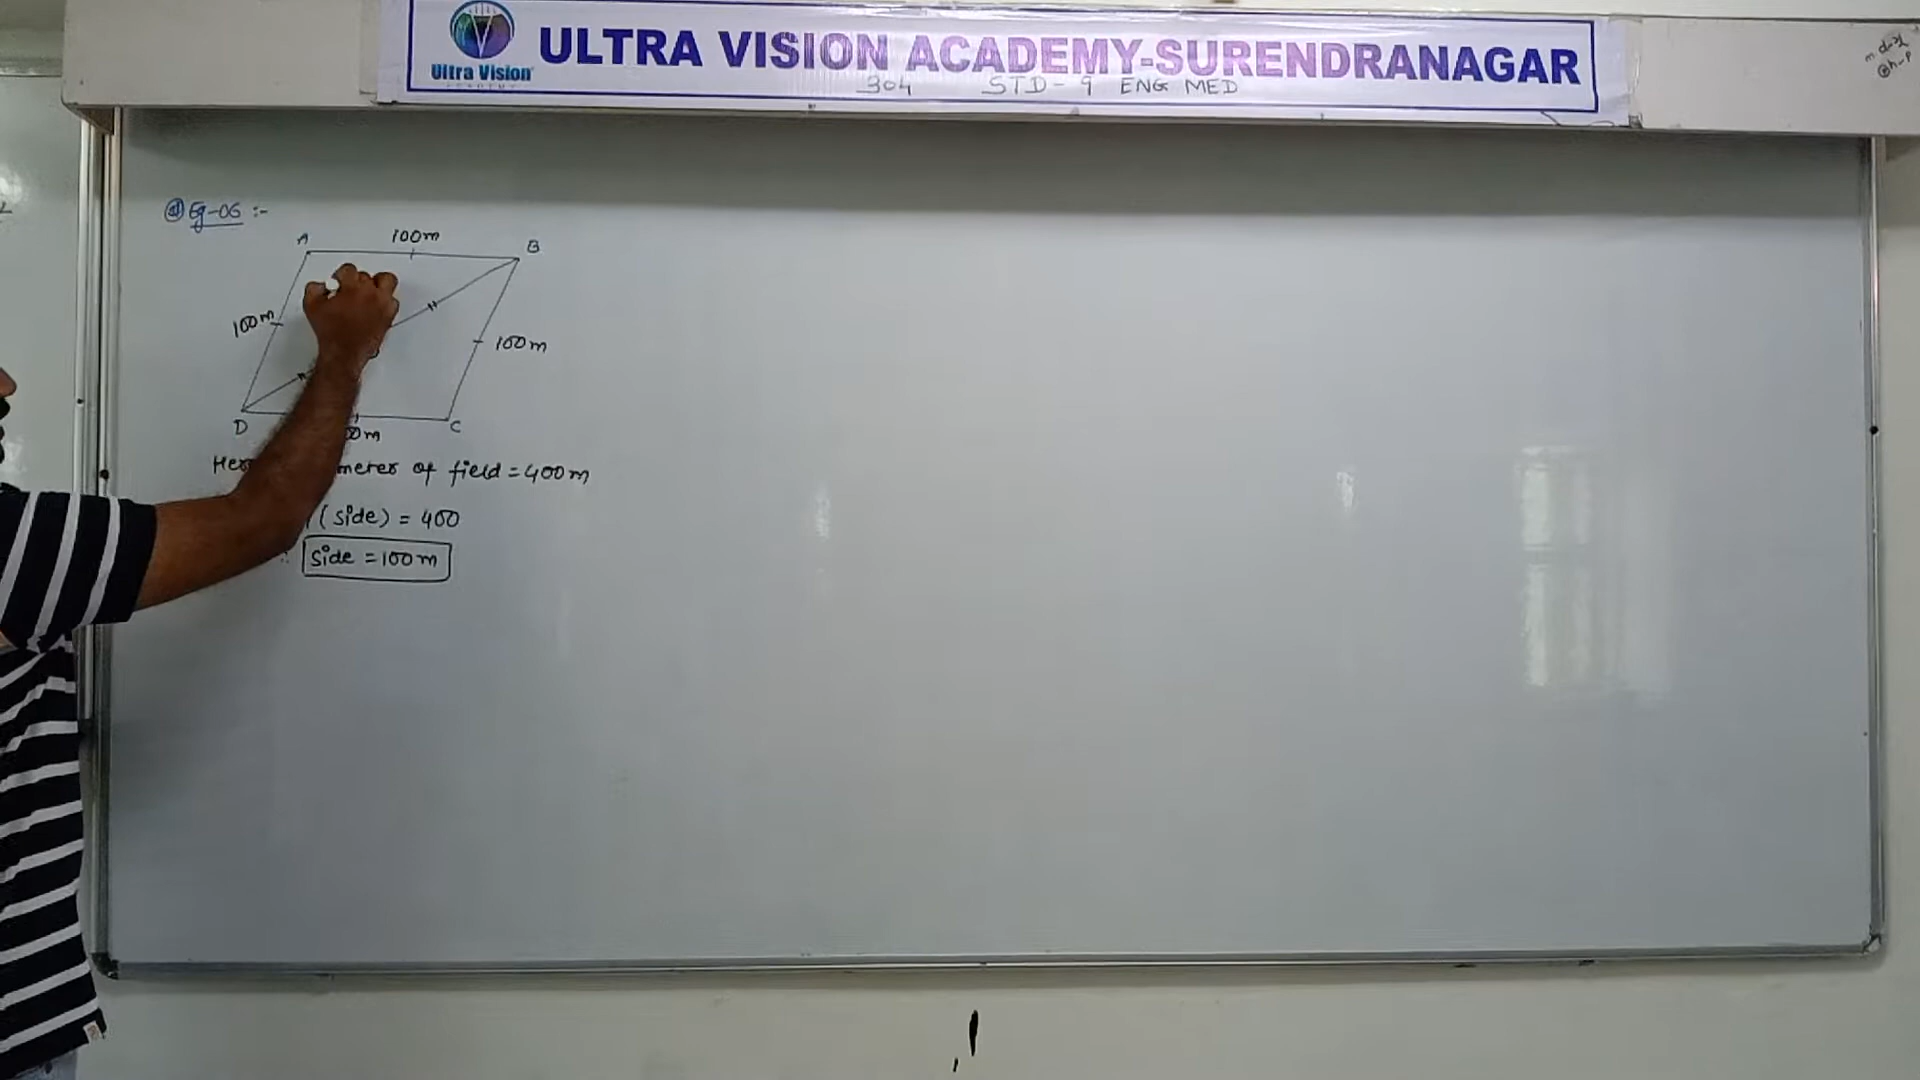 Ultra Vision
ACADEMY
ULTRA VISION ACADEMY-SURENDRANAGAR
304 STD-9 ENG MED
Eg-06 :-
A 100m B
100m
100m
D C
m
meter of field = 400m
(side) = 400
∴ side = 100m